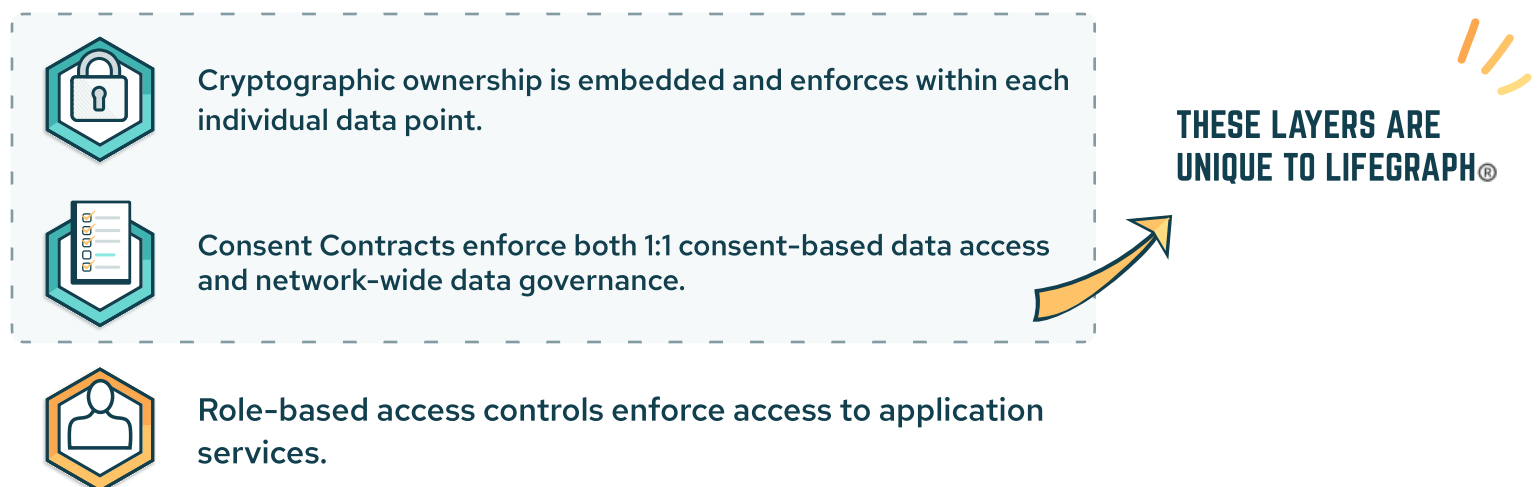 Cryptographic ownership is embedded and enforces within each
individual data point.
Consent Contracts enforce both 1:1 consent-based data access
and network-wide data governance.
THESE LAYERS ARE
UNIQUE TO LIFEGRAPH®
Role-based access controls enforce access to application
services.